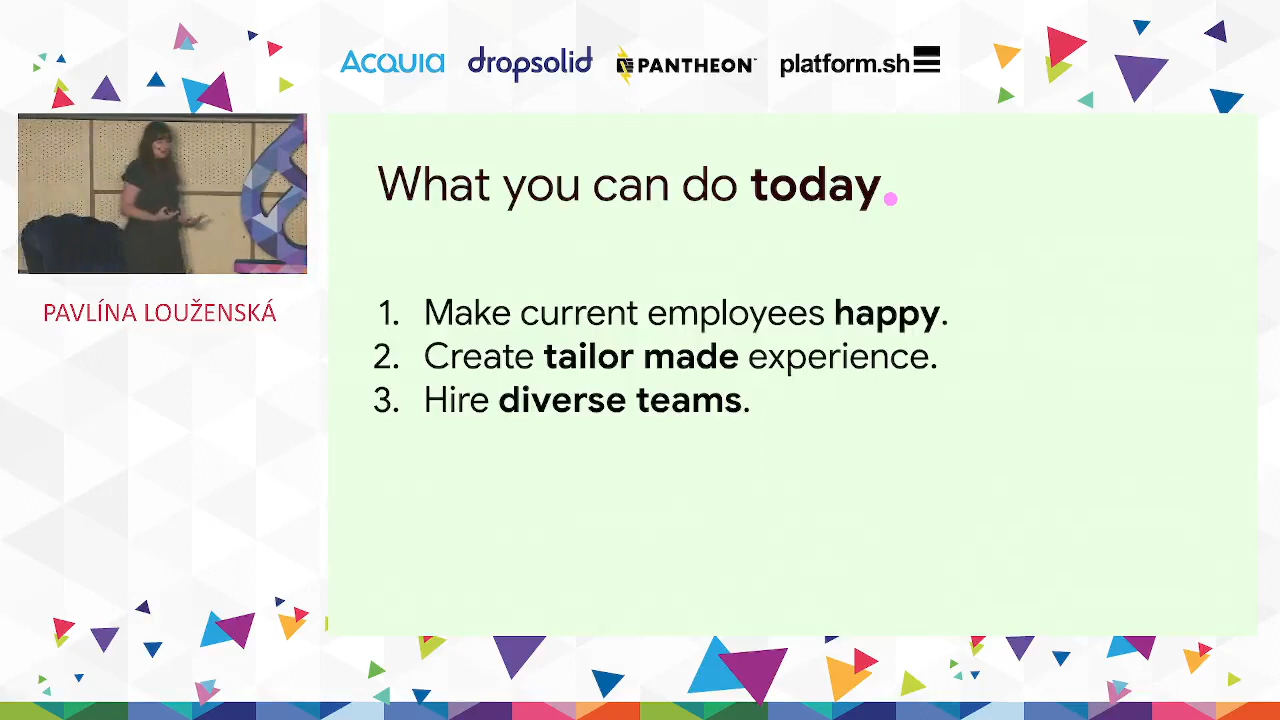 Acquia
dropsolid
PANTHEON
platform.sh
What you can do today.
PAVLÍNA LOUŽENSKÁ
1. Make current employees happy.
2. Create tailor made experience.
3. Hire diverse teams.